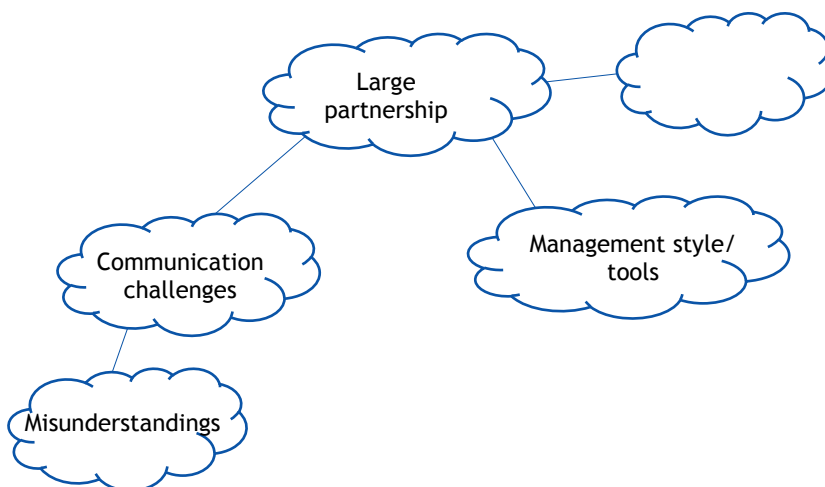 Large
partnership
Communication
challenges
Management style/
tools
Misunderstandings